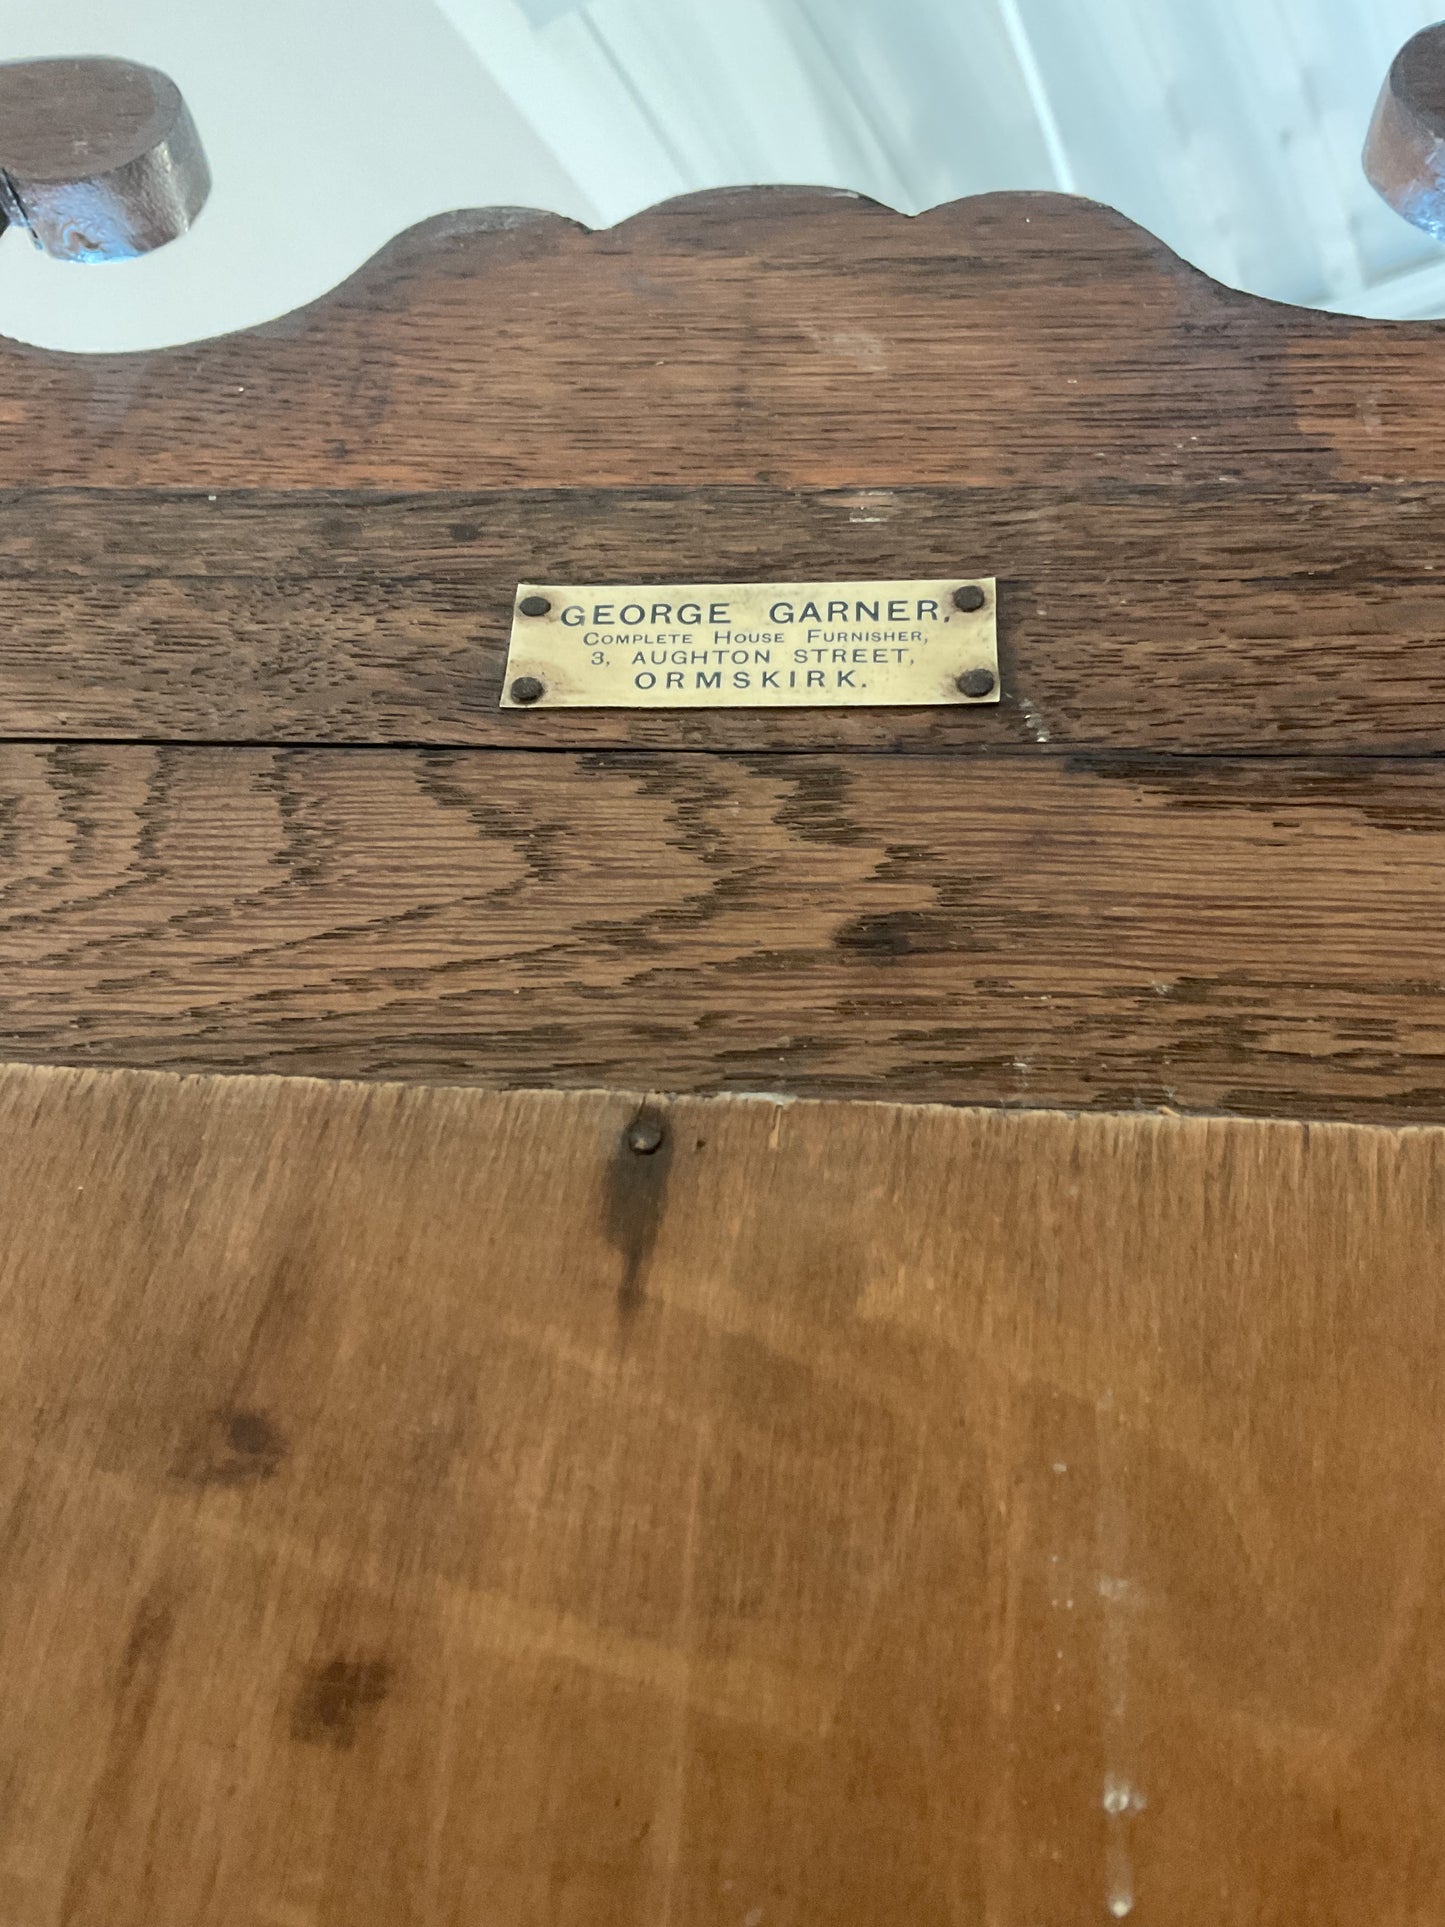 GEORGE GARNER,
COMPLETE HOUSE FURNISHER,
3, AUGHTON STREET,
ORMSKIRK.